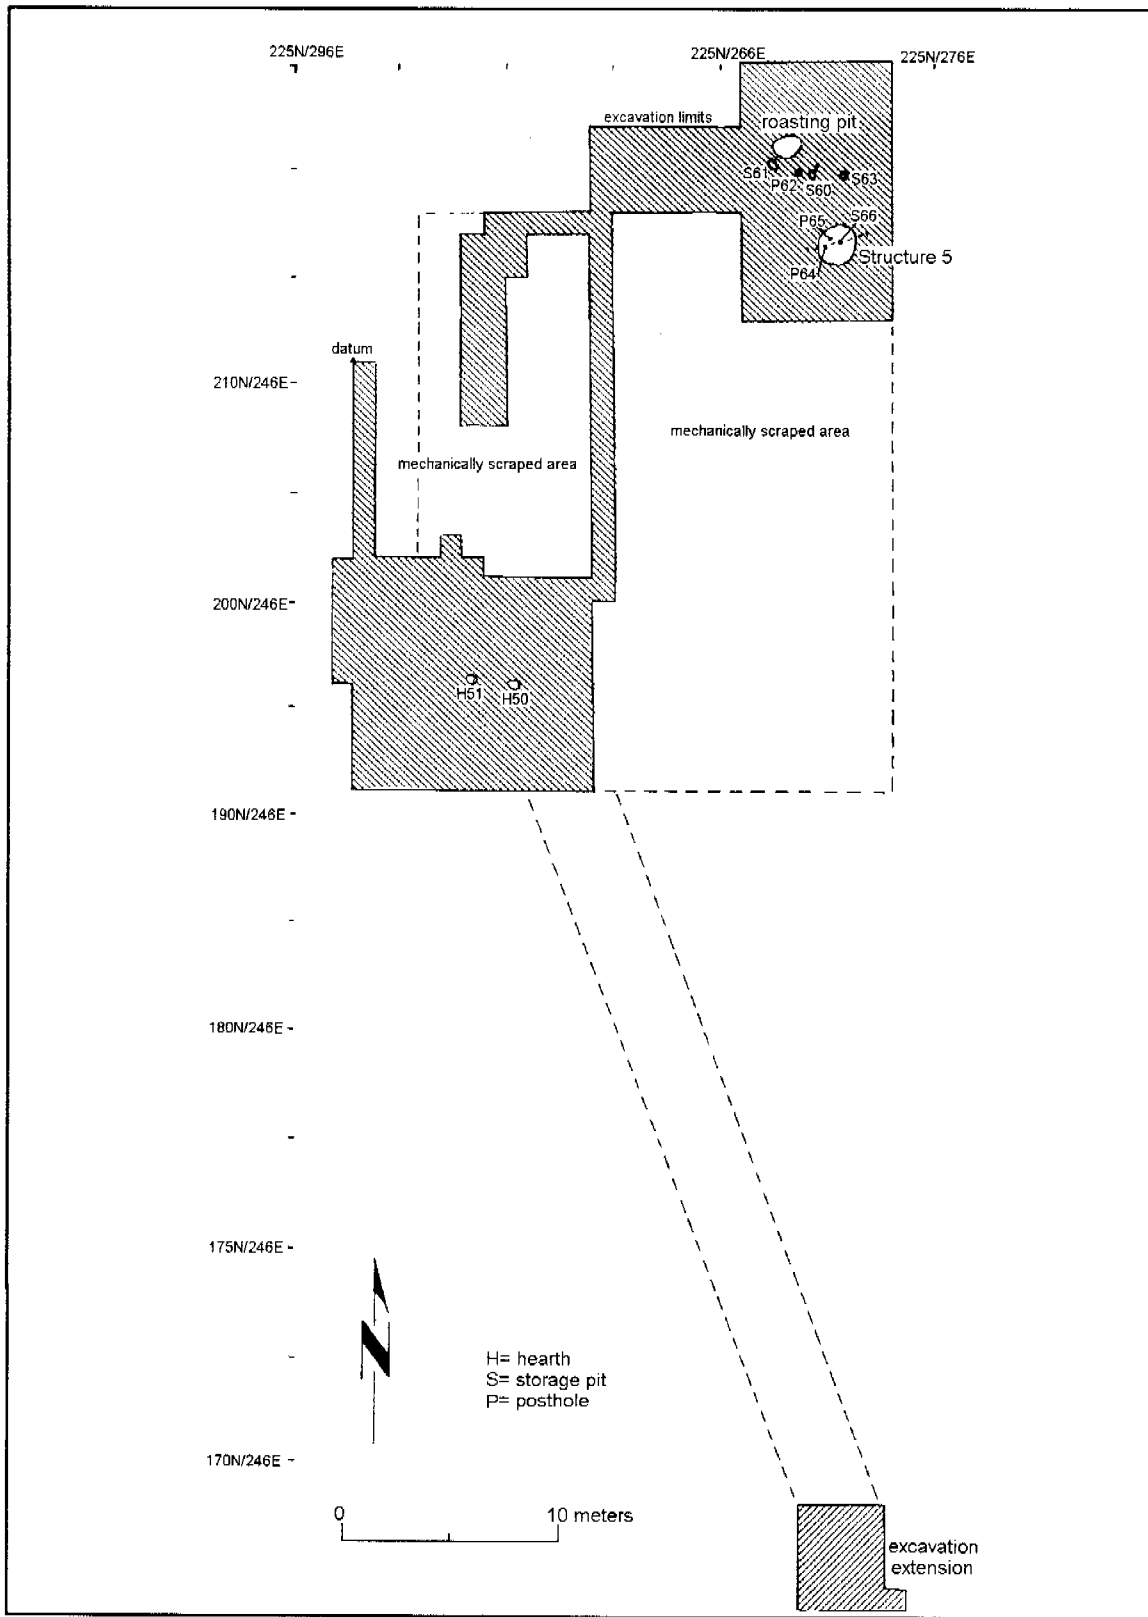 225N/296E
225N/266E
225N/276E
excavation limits
roasting pit
S61
P62
S60
S63
P65
S66
Structure 5
P64
datum
210N/246E
mechanically scraped area
mechanically scraped area
200N/246E
H51
H50
190N/246E
180N/246E
175N/246E
N
H= hearth
S= storage pit
P= posthole
170N/246E
0
10 meters
excavation
extension